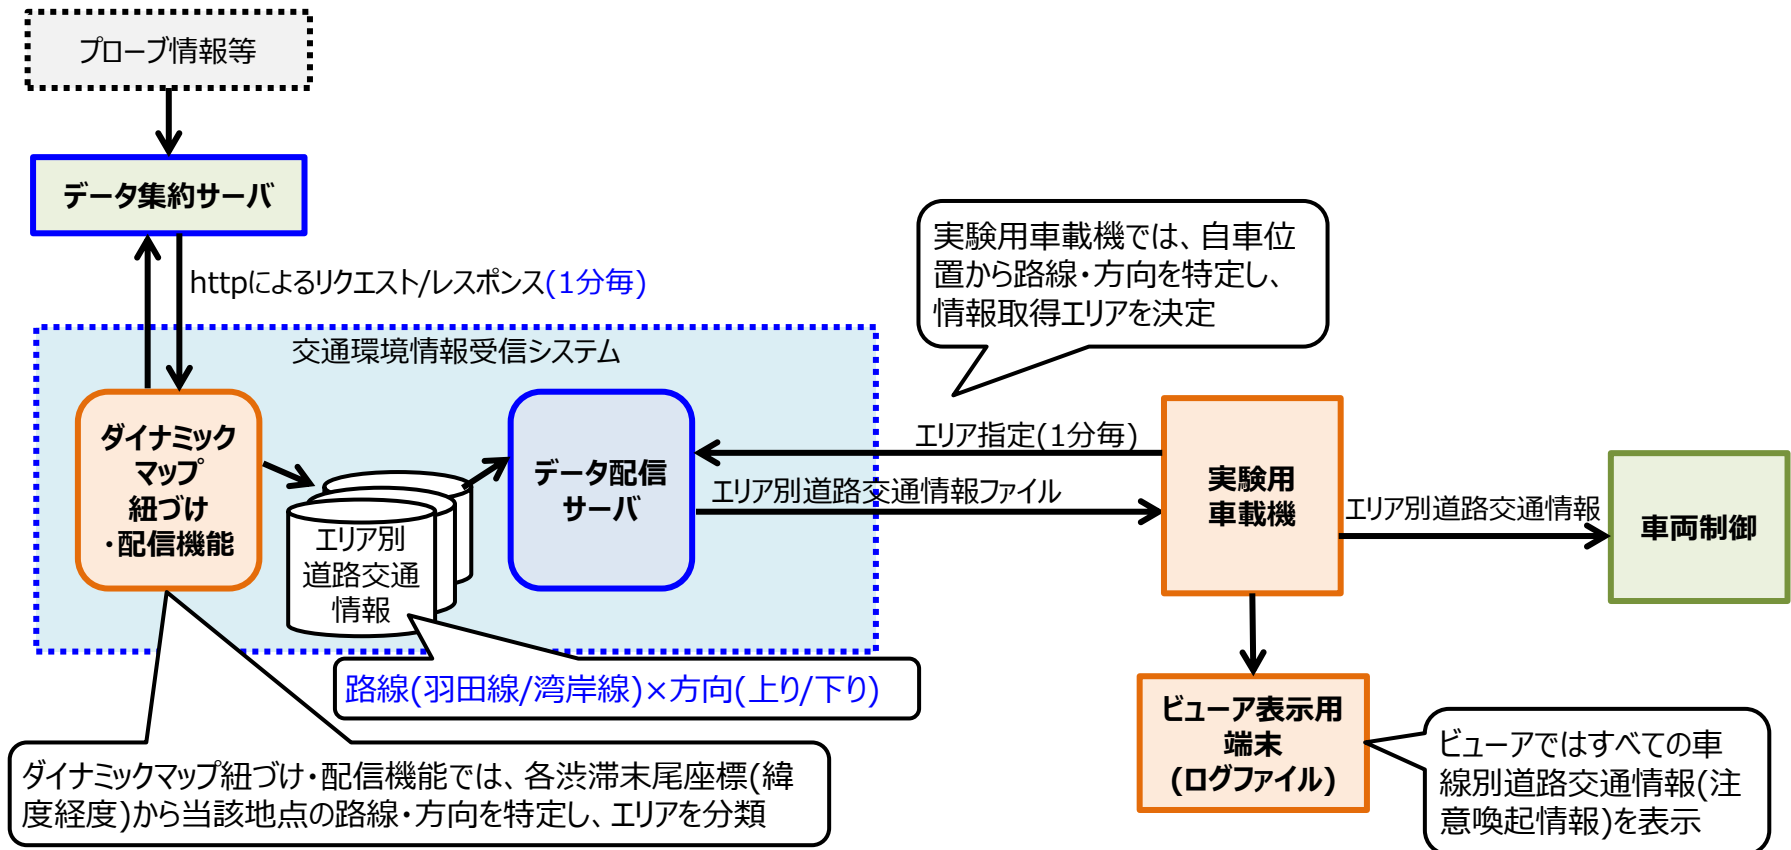 プローブ情報等
データ集約サーバ
httpによるリクエスト/レスポンス(1分毎)
交通環境情報受信システム
ダイナミック
マップ
紐づけ
・配信機能
エリア別
道路交通
情報
データ配信
サーバ
路線(羽田線/湾岸線)×方向(上り/下り)
ダイナミックマップ紐づけ・配信機能では、各渋滞末尾座標(緯
度経度)から当該地点の路線・方向を特定し、エリアを分類
実験用車載機では、自車位
置から路線・方向を特定し、
情報取得エリアを決定
エリア指定(1分毎)
エリア別道路交通情報ファイル
実験用
車載機
エリア別道路交通情報
車両制御
ビューア表示用
端末
(ログファイル)
ビューアではすべての車
線別道路交通情報(注
意喚起情報)を表示